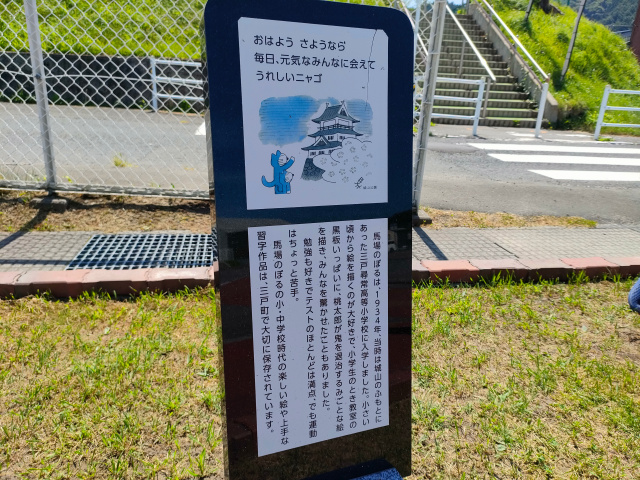 おはよう さようなら
毎日、元気なみんなに会えて
うれしいニャゴ
馬場のぼるは、1934年、当時は城山のふもとに
あった三戸尋常高等小学校に入学しました。小さい
頃から絵を描くのが大好きで、小学生のとき教室の
黒板いっぱいに、桃太郎が鬼を退治するみごとな絵
を描き、みんなを驚かせたこともありました。
勉強も好きでテストのほとんどは満点、でも運動
はちょっと苦手。
馬場のぼるの小・中学校時代の楽しい絵や上手な
習字作品は、三戸町で大切に保存されています。